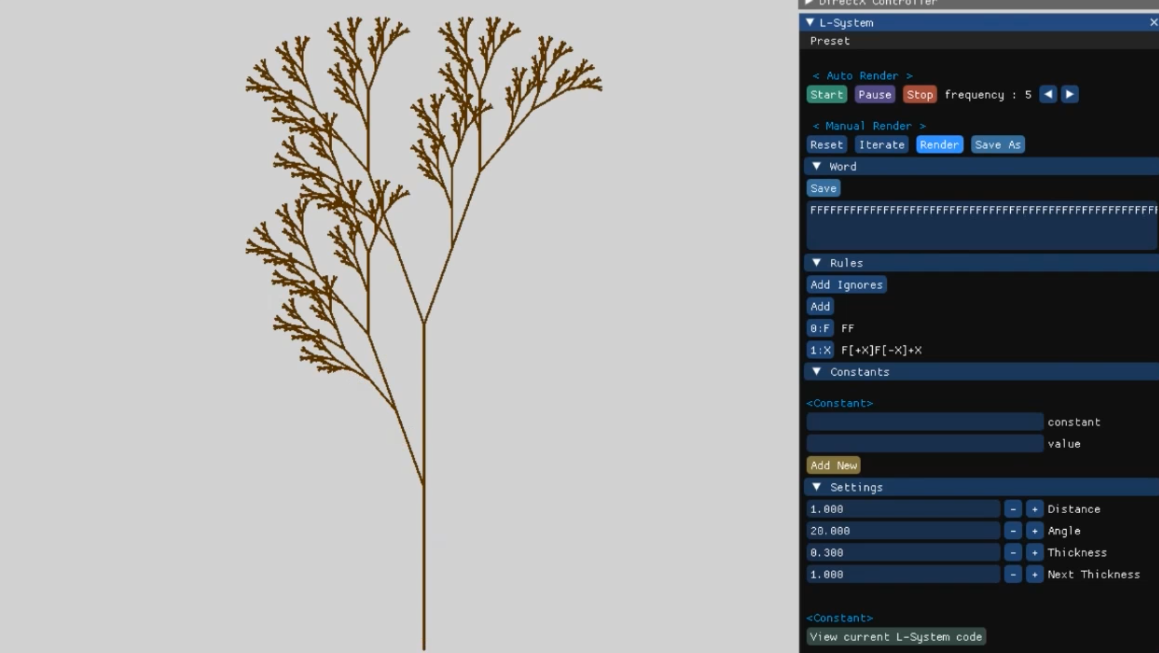 DirectX Controller
L-System
Preset
< Auto Render >
Start Pause Stop frequency : 5
< Manual Render >
Reset Iterate Render Save As
Word
Save
FFFFFFFFFFFFFFFFFFFFFFFFFFFFFFFFFFFFFFFFFFFFFFFFFFFFF
Rules
Add Ignores
Add
0:F FF
1:X F[+X]F[-X]+X
Constants
<Constant>
constant
value
Add New
Settings
1.000 - + Distance
20.000 - + Angle
0.300 - + Thickness
1.000 - + Next Thickness
<Constant>
View current L-System code